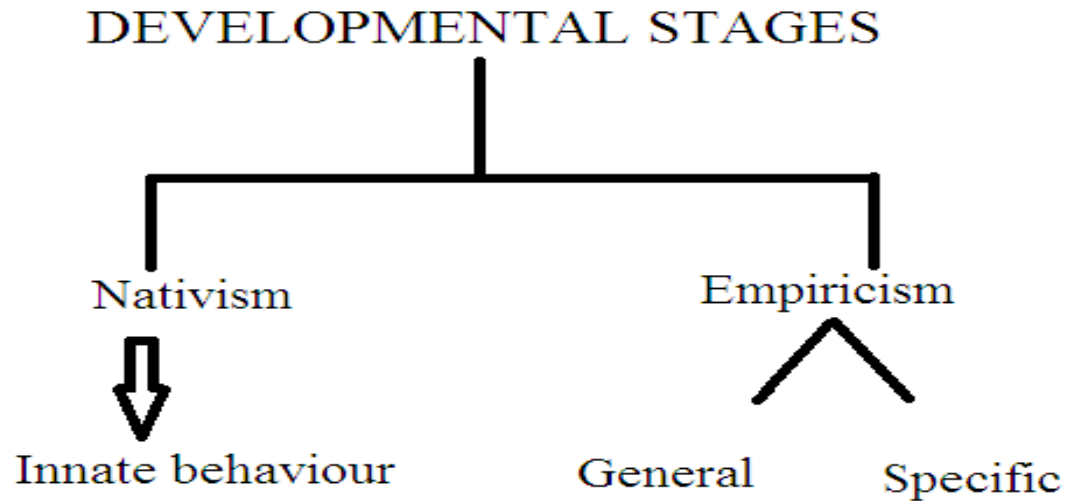 DEVELOPMENTAL STAGES
Nativism
Empiricism
Innate behaviour
General
Specific